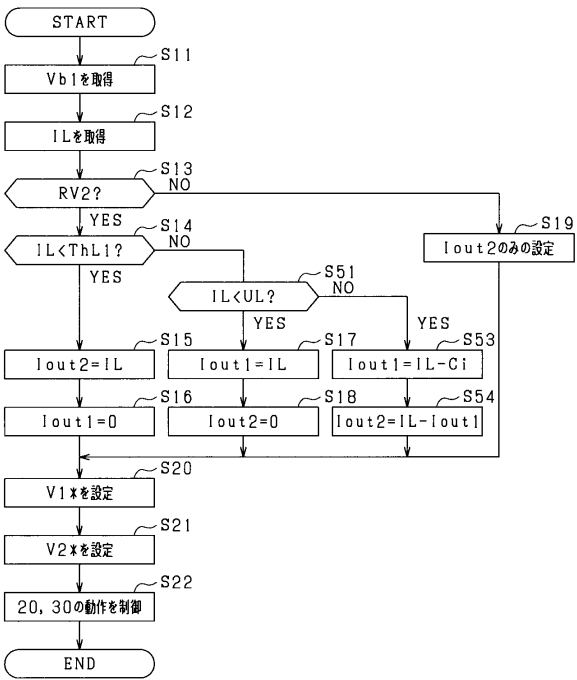 START
S11
Vb1を取得
S12
ILを取得
S13
RV2?
NO
YES
S14
IL<ThL1?
NO
YES
S19
Iout2のみの設定
S51
IL<UL?
NO
YES
YES
S15
Iout2=IL
S17
Iout1=IL
S53
Iout1=IL-Ci
S16
Iout1=0
S18
Iout2=0
S54
Iout2=IL-Iout1
S20
V1*を設定
S21
V2*を設定
S22
20, 30の動作を制御
END